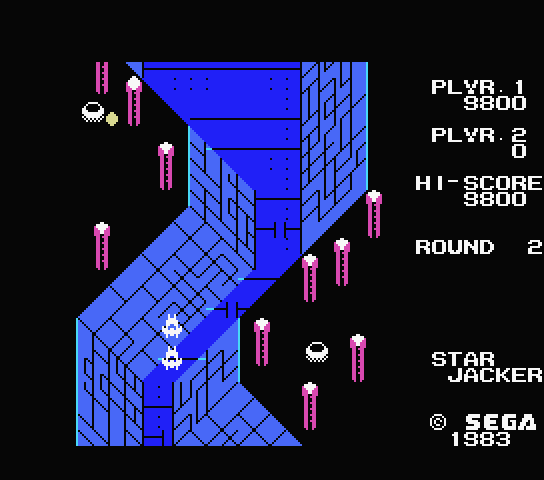 PLYR.1
9800
PLYR.2
0
HI-SCORE
9800
ROUND 2
STAR
JACKER
© SEGA
1983